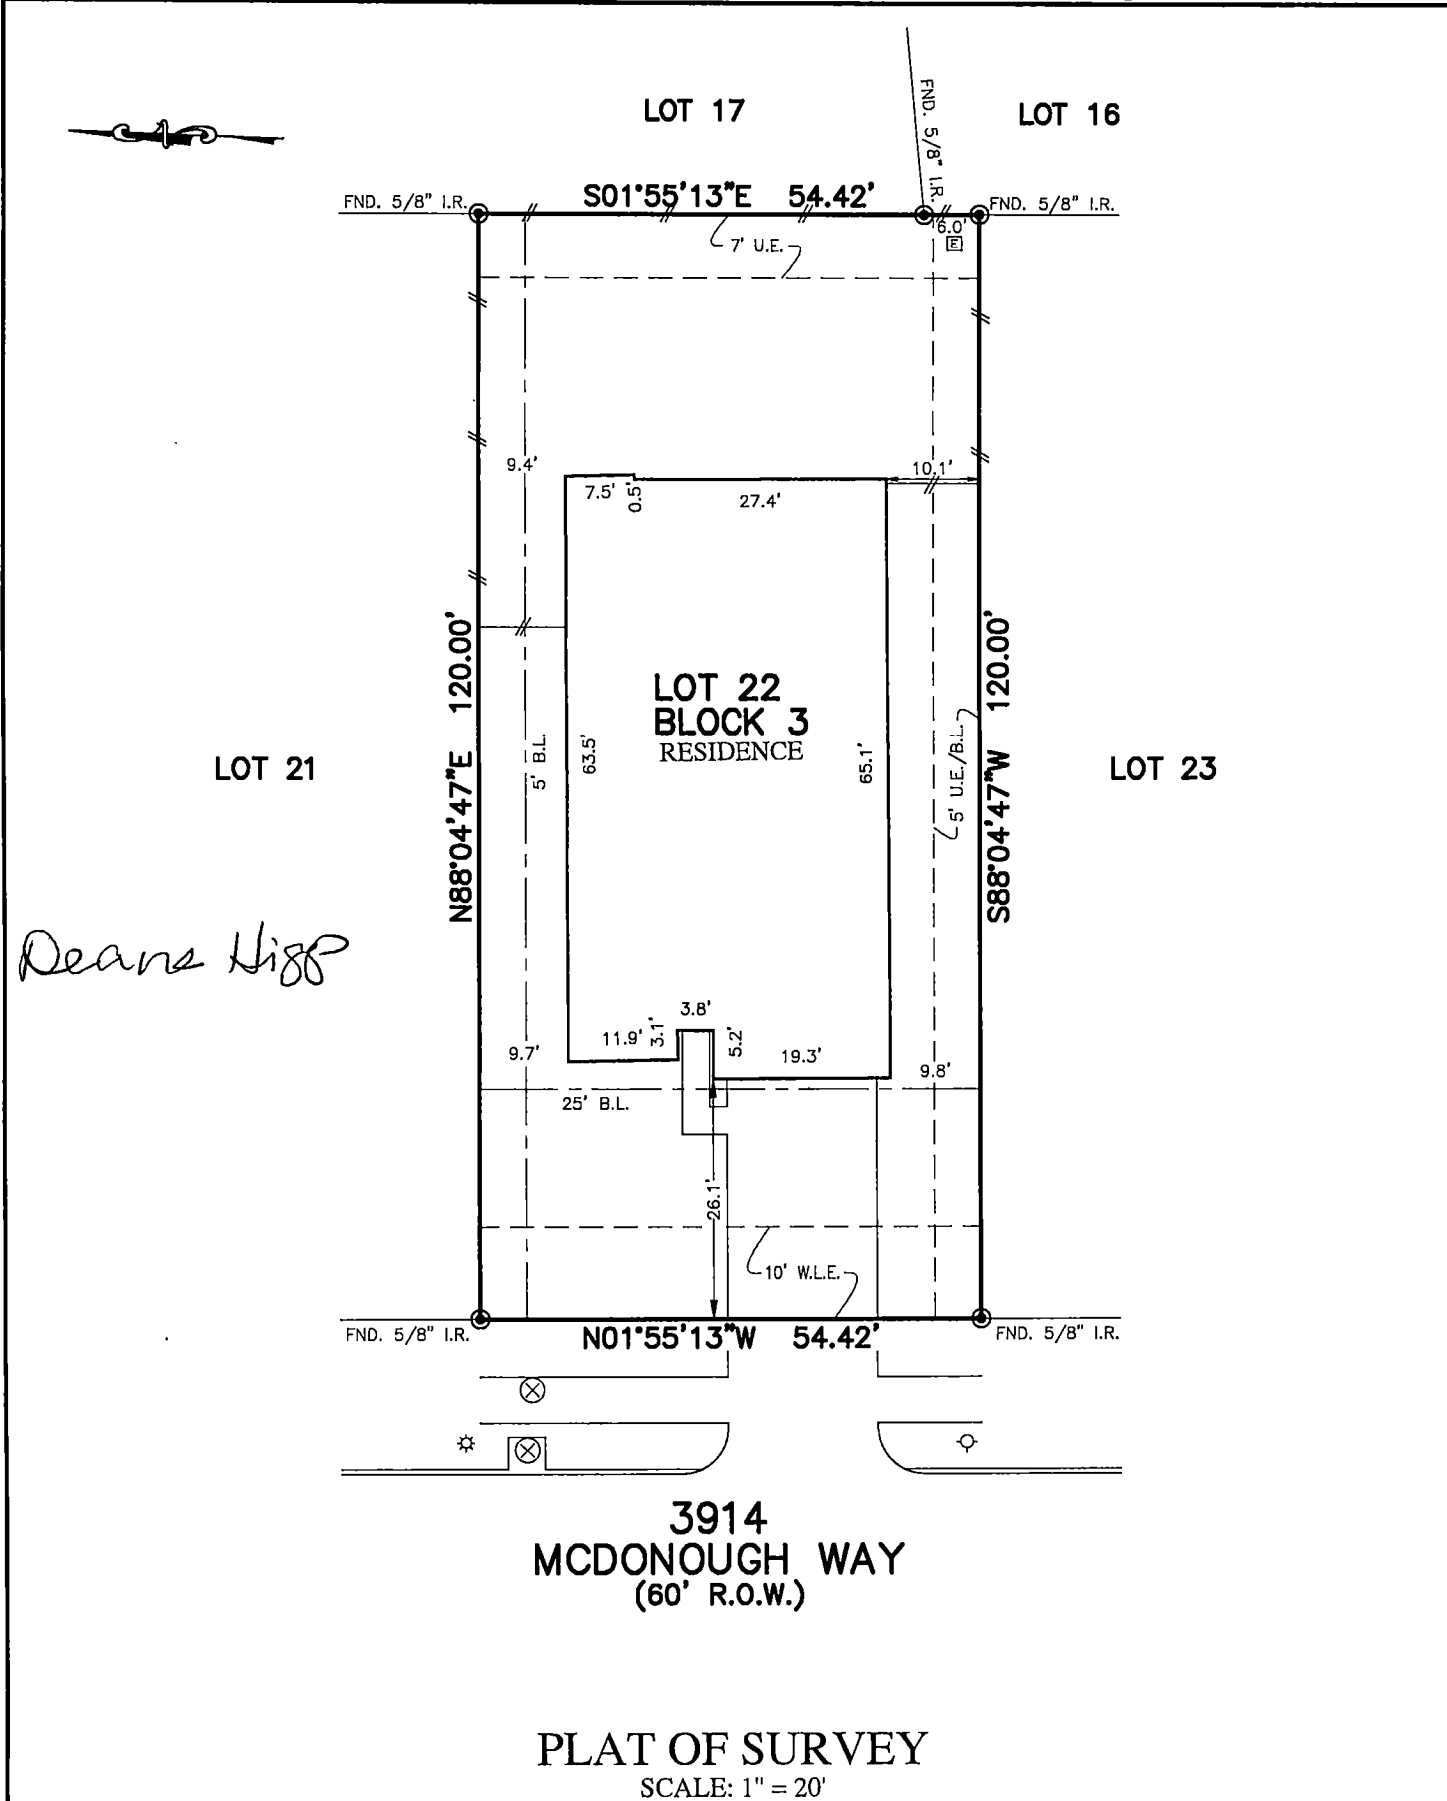 LOT 17
LOT 16
FND. 5/8" I.R.
FND. 5/8" I.R.
S01°55'13"E 54.42'
FND. 5/8" I.R.
6.0'
E
7' U.E.
9.4'
10.1'
7.5'
0.5'
27.4'
N88°04'47"E 120.00'
S88°04'47"W 120.00'
LOT 22
BLOCK 3
RESIDENCE
5' B.L.
63.5'
65.1'
5' U.E./B.L.
LOT 21
LOT 23
3.8'
11.9'
3.1'
5.2'
19.3'
9.7'
9.8'
25' B.L.
26.1'
10' W.L.E.
FND. 5/8" I.R.
N01°55'13"W 54.42'
FND. 5/8" I.R.
3914
MCDONOUGH WAY
(60' R.O.W.)
PLAT OF SURVEY
SCALE: 1" = 20'